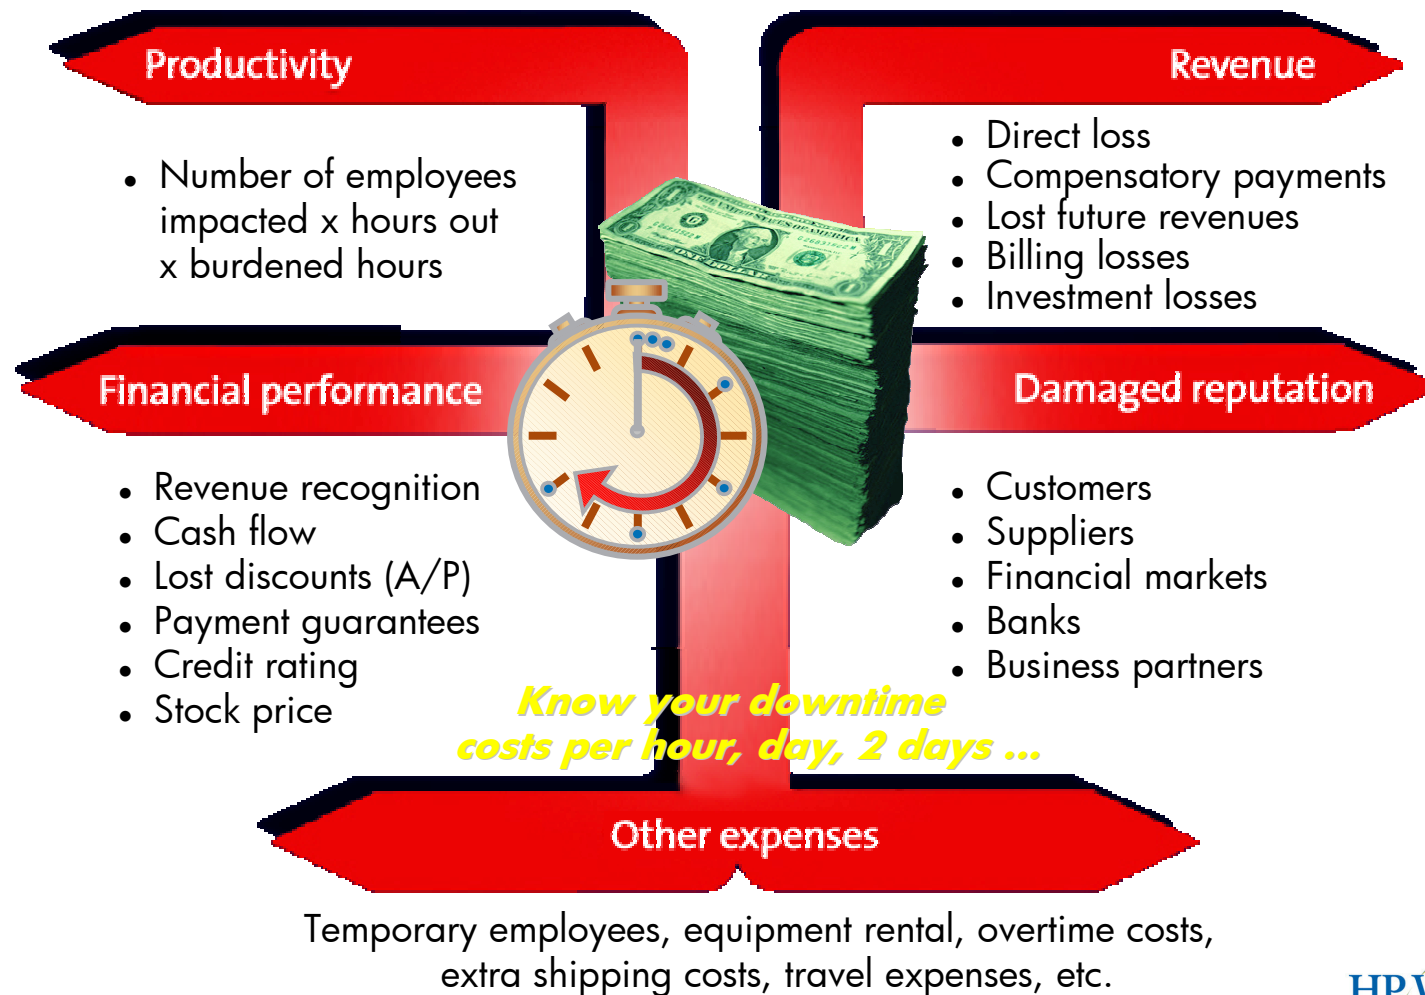 Productivity
• Number of employees
impacted x hours out
x burdened hours
Revenue
• Direct loss
• Compensatory payments
• Lost future revenues
• Billing losses
• Investment losses
Financial performance
• Revenue recognition
• Cash flow
• Lost discounts (A/P)
• Payment guarantees
• Credit rating
• Stock price
Damaged reputation
• Customers
• Suppliers
• Financial markets
• Banks
• Business partners
Know your downtime
costs per hour, day, 2 days ...
Other expenses
Temporary employees, equipment rental, overtime costs,
extra shipping costs, travel expenses, etc.